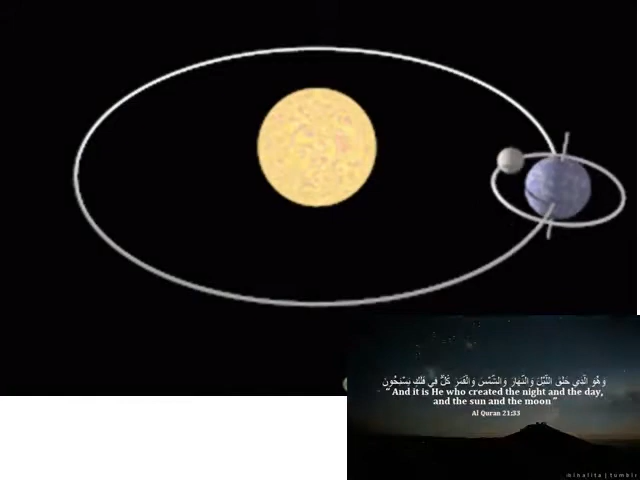 وَهُوَ الَّذِي خَلَقَ اللَّيْلَ وَالنَّهَارَ وَالشَّمْسَ وَالْقَمَرَ كُلٌّ فِي فَلَكٍ يَسْبَحُونَ
“ And it is He who created the night and the day,
and the sun and the moon ”
Al Quran 21:33